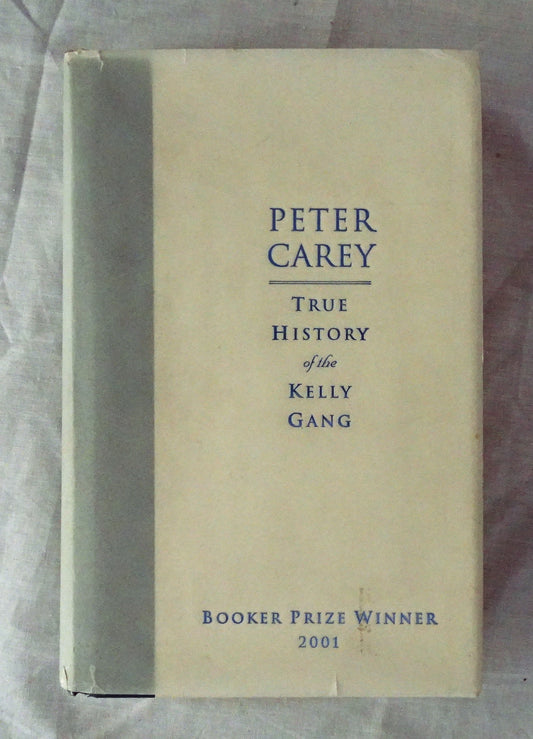 PETER
CAREY
TRUE
HISTORY
of the
KELLY
GANG
BOOKER PRIZE WINNER
2001